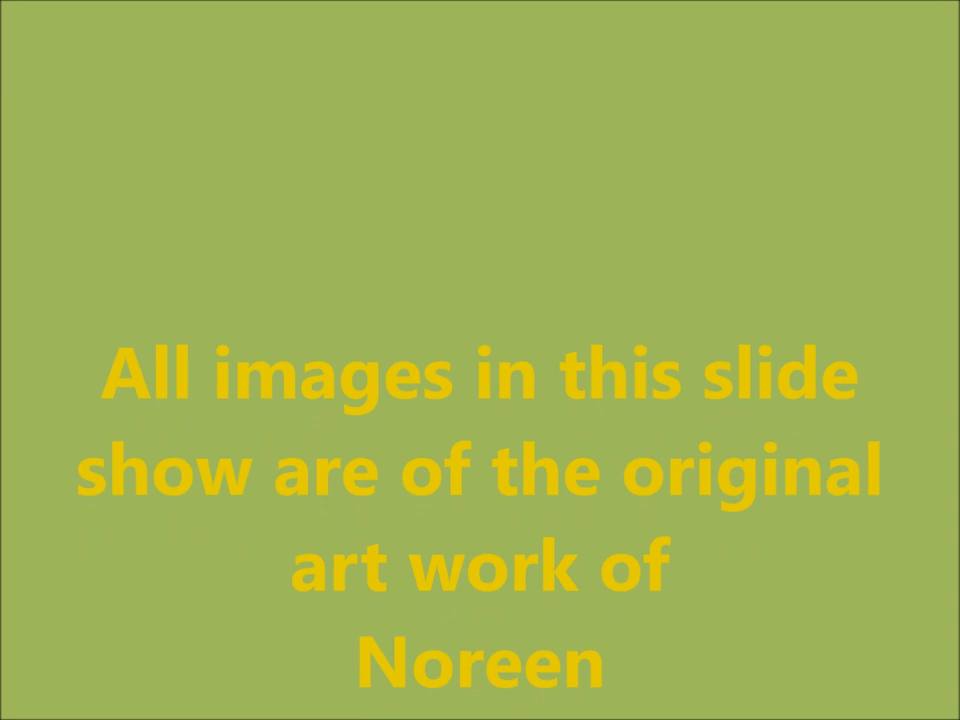 All images in this slide
show are of the original
art work of
Noreen